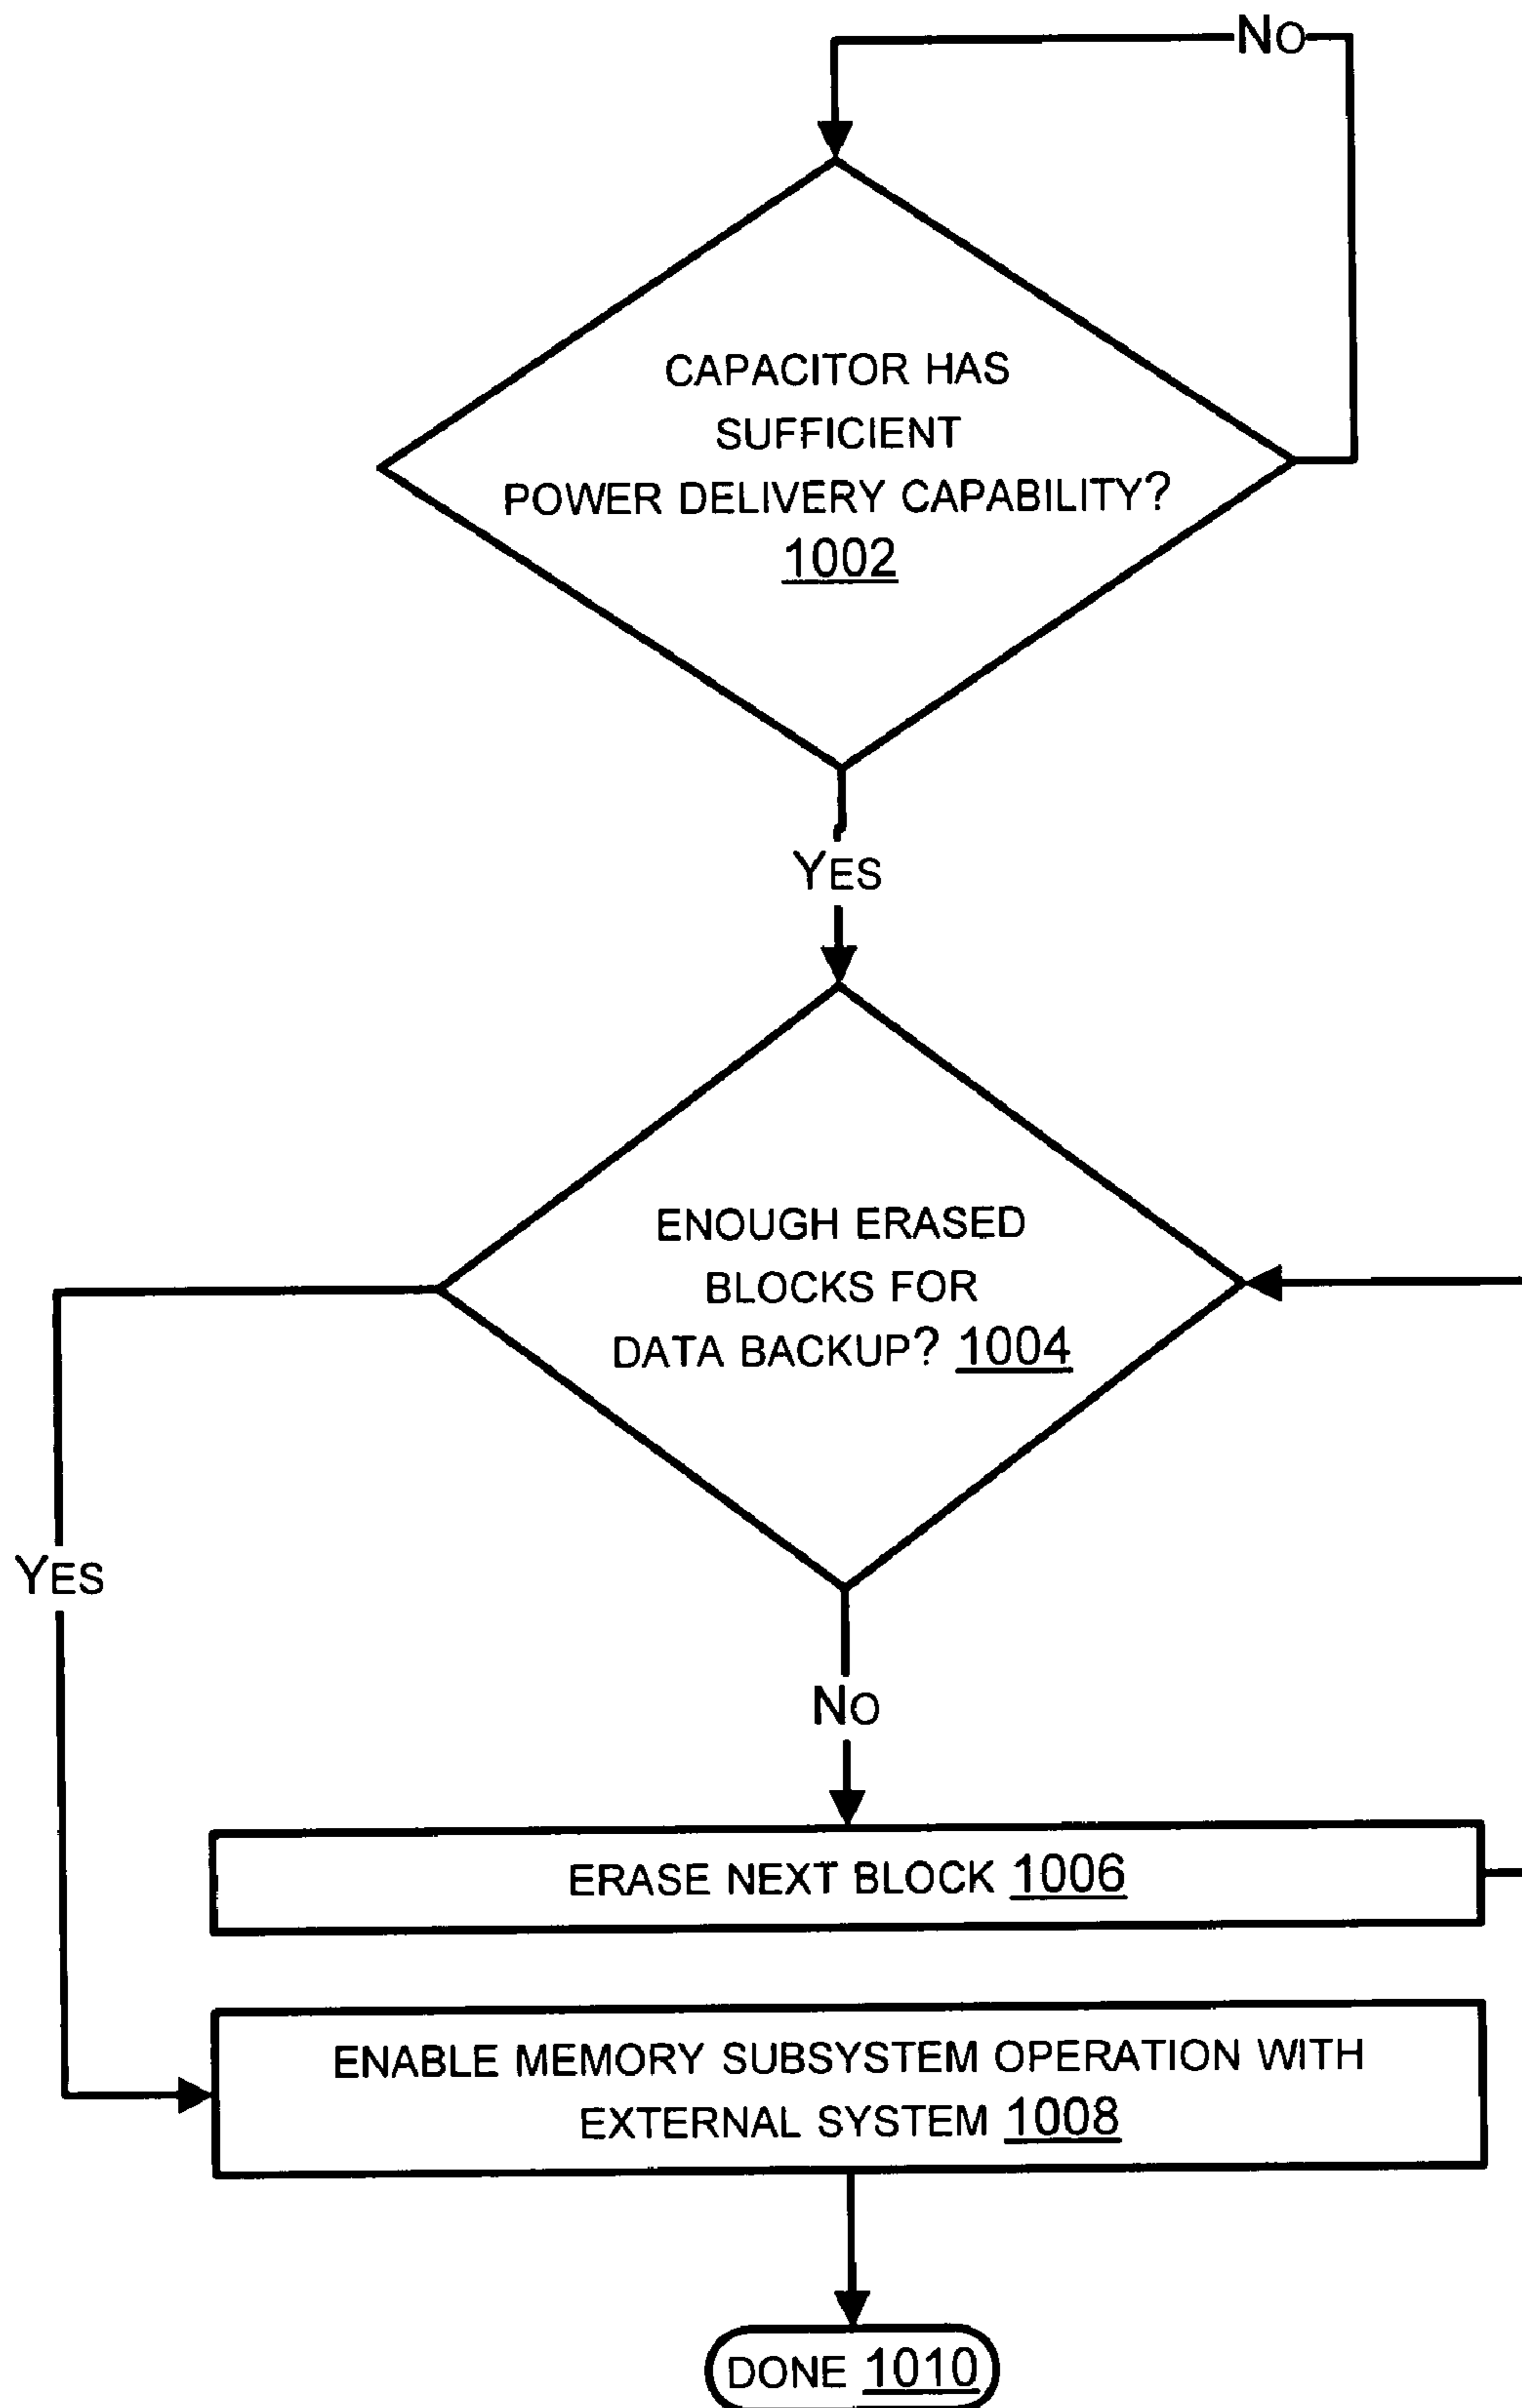 NO
CAPACITOR HAS
SUFFICIENT
POWER DELIVERY CAPABILITY?
1002
YES
ENOUGH ERASED
BLOCKS FOR
DATA BACKUP? 1004
YES
NO
ERASE NEXT BLOCK 1006
ENABLE MEMORY SUBSYSTEM OPERATION WITH
EXTERNAL SYSTEM 1008
DONE 1010